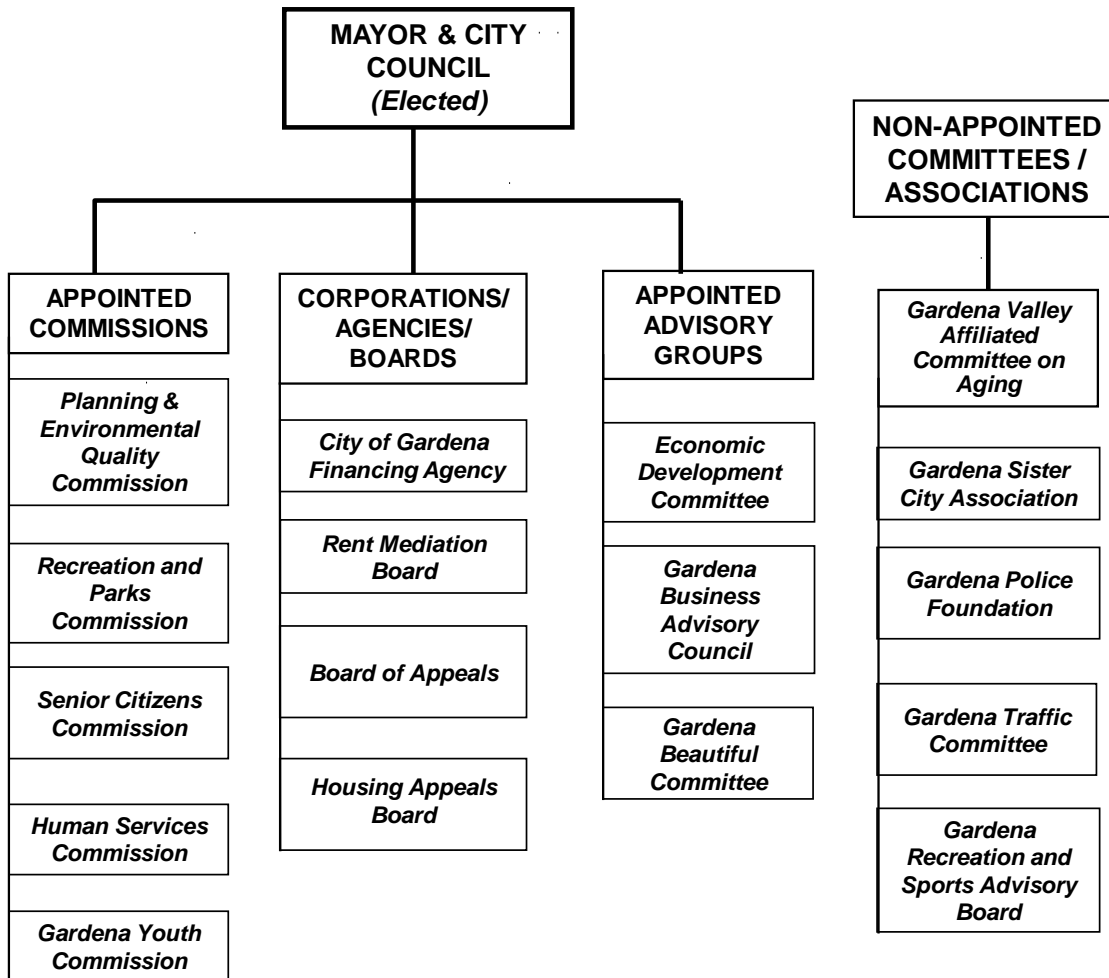 MAYOR & CITY
COUNCIL
(Elected)
NON-APPOINTED
COMMITTEES /
ASSOCIATIONS
APPOINTED
COMMISSIONS
Planning &
Environmental
Quality
Commission
Recreation and
Parks
Commission
Senior Citizens
Commission
Human Services
Commission
Gardena Youth
Commission
CORPORATIONS/
AGENCIES/
BOARDS
City of Gardena
Financing Agency
Rent Mediation
Board
Board of Appeals
Housing Appeals
Board
APPOINTED
ADVISORY
GROUPS
Economic
Development
Committee
Gardena
Business
Advisory
Council
Gardena
Beautiful
Committee
Gardena Valley
Affiliated
Committee on
Aging
Gardena Sister
City Association
Gardena Police
Foundation
Gardena Traffic
Committee
Gardena
Recreation and
Sports Advisory
Board